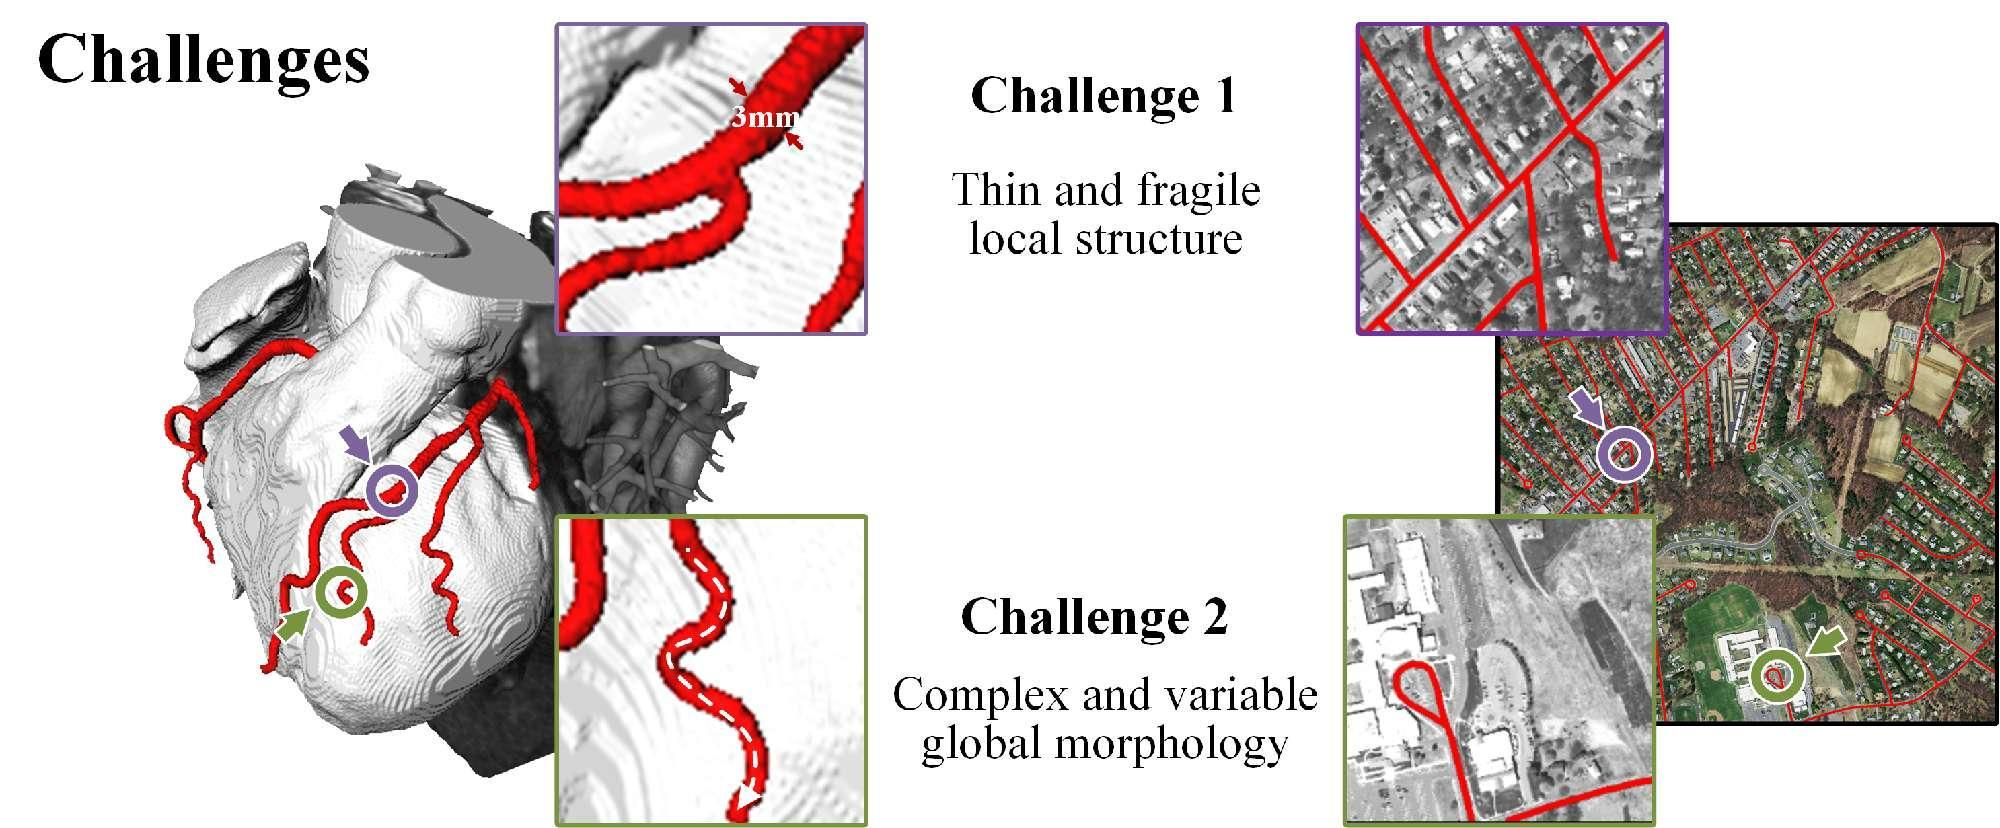 Challenges
3mm
Challenge 1
Thin and fragile
local structure
Challenge 2
Complex and variable
global morphology